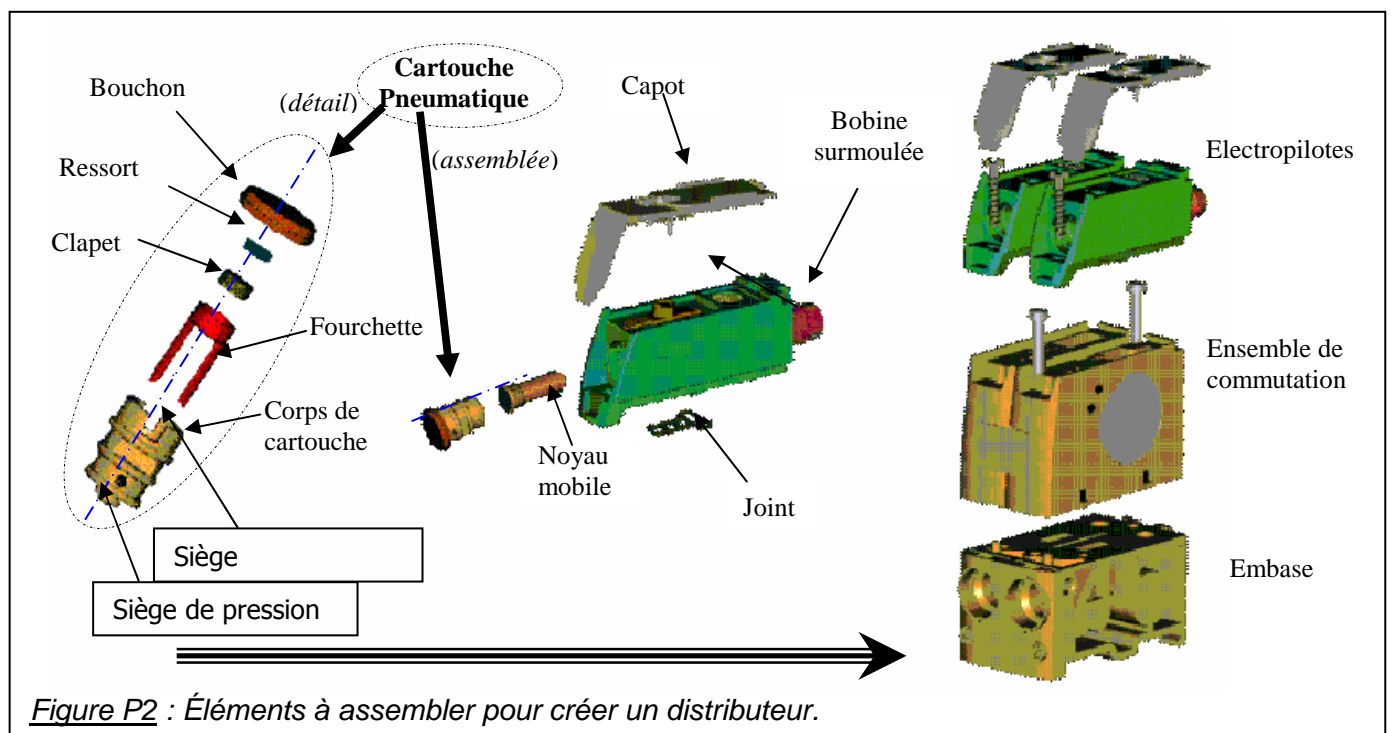 Cartouche
Pneumatique
(détail)
(assemblée)
Bouchon
Ressort
Clapet
Fourchette
Corps de
cartouche
Siège
Siège de pression
Capot
Bobine
surmoulée
Noyau
mobile
Joint
Electropilotes
Ensemble de
commutation
Embase
Figure P2 : Éléments à assembler pour créer un distributeur.